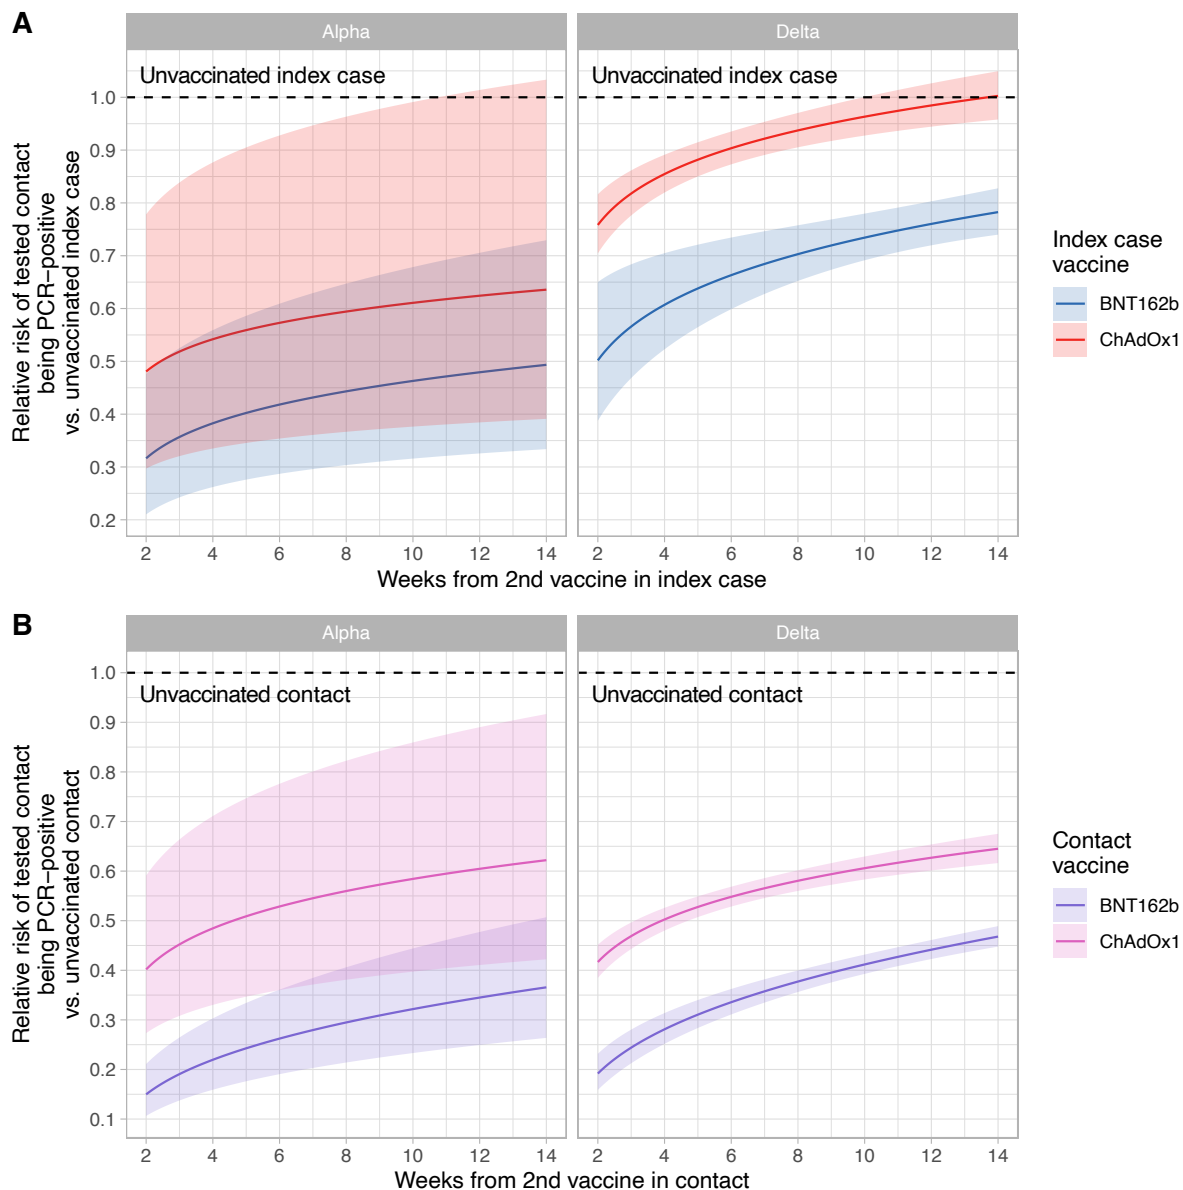 A
Alpha
Delta
Unvaccinated index case
Unvaccinated index case
Relative risk of tested contact
being PCR−positive
vs. unvaccinated index case
1.0
0.9
0.8
0.7
0.6
0.5
0.4
0.3
0.2
2 4 6 8 10 12 14
2 4 6 8 10 12 14
Weeks from 2nd vaccine in index case
Index case
vaccine
BNT162b
ChAdOx1
B
Alpha
Delta
Unvaccinated contact
Unvaccinated contact
Relative risk of tested contact
being PCR−positive
vs. unvaccinated contact
1.0
0.9
0.8
0.7
0.6
0.5
0.4
0.3
0.2
0.1
2 4 6 8 10 12 14
2 4 6 8 10 12 14
Weeks from 2nd vaccine in contact
Contact
vaccine
BNT162b
ChAdOx1